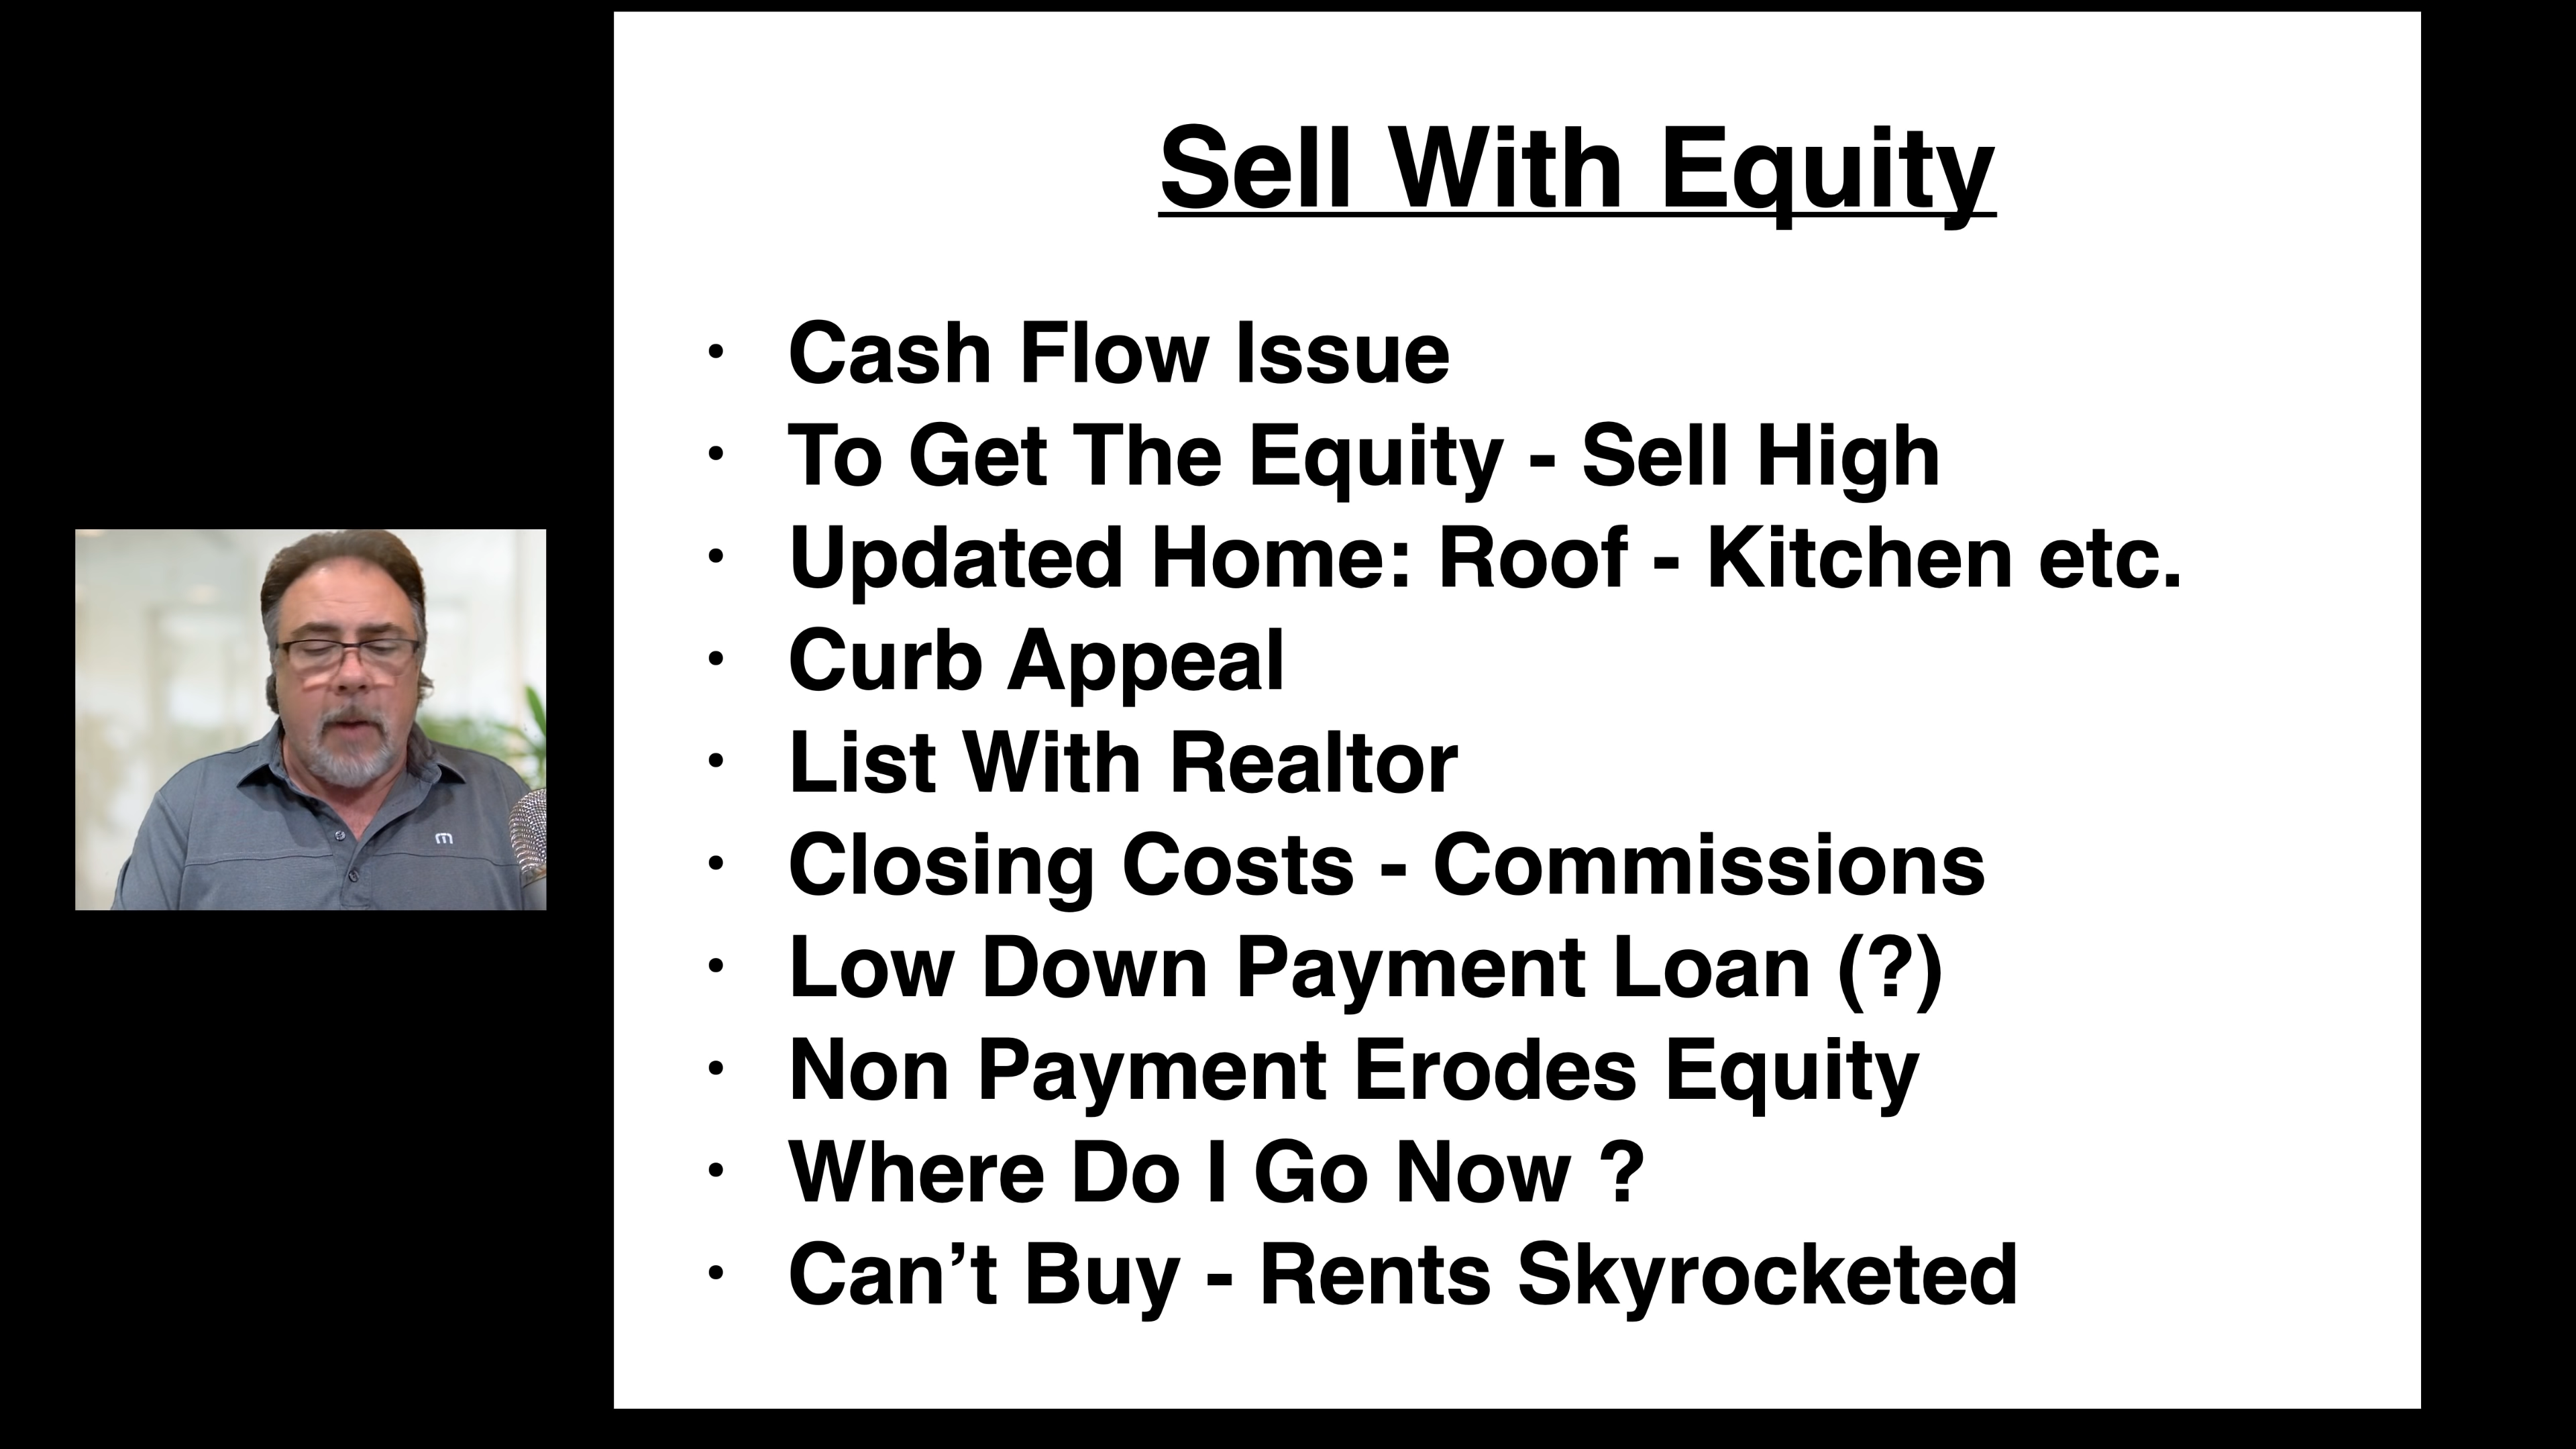 Sell With Equity
• Cash Flow Issue
• To Get The Equity - Sell High
• Updated Home: Roof - Kitchen etc.
• Curb Appeal
• List With Realtor
• Closing Costs - Commissions
• Low Down Payment Loan (?)
• Non Payment Erodes Equity
• Where Do I Go Now ?
• Can’t Buy - Rents Skyrocketed